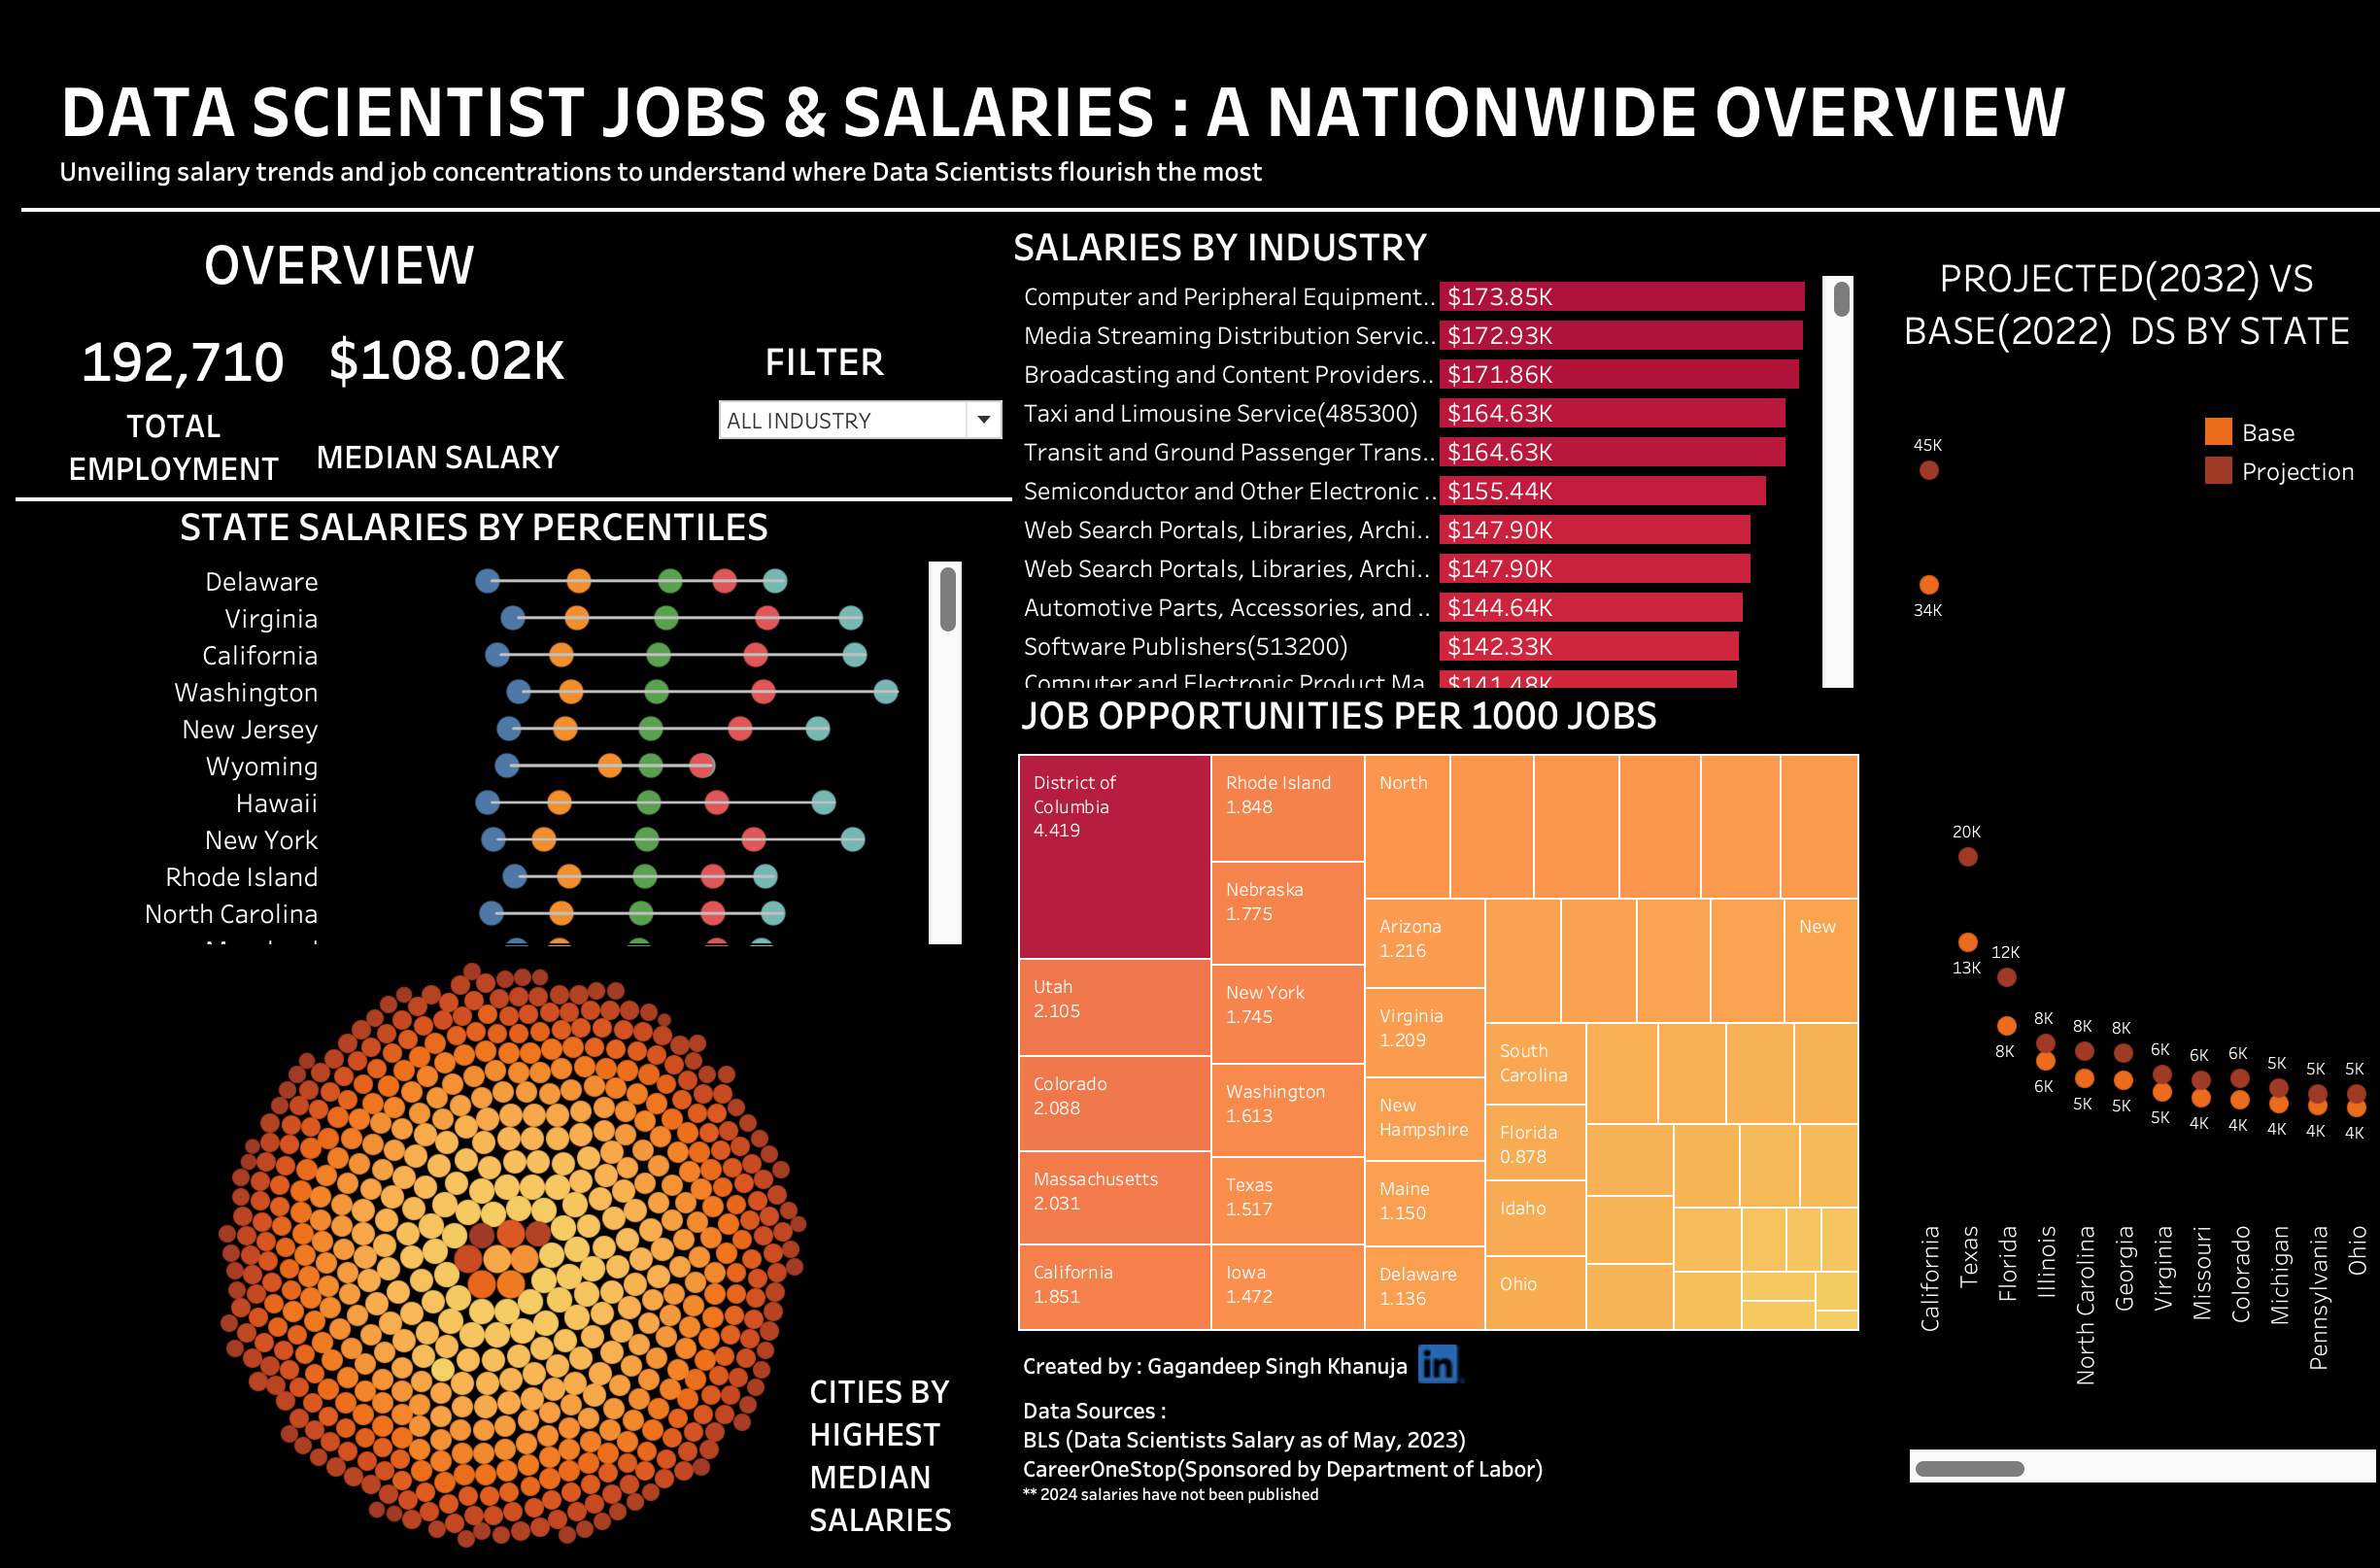 DATA SCIENTIST JOBS & SALARIES : A NATIONWIDE OVERVIEW
Unveiling salary trends and job concentrations to understand where Data Scientists flourish the most
OVERVIEW
192,710
TOTAL
EMPLOYMENT
$108.02K
MEDIAN SALARY
FILTER
ALL INDUSTRY
STATE SALARIES BY PERCENTILES
Delaware
Virginia
California
Washington
New Jersey
Wyoming
Hawaii
New York
Rhode Island
North Carolina
CITIES BY
HIGHEST
MEDIAN
SALARIES
SALARIES BY INDUSTRY
Computer and Peripheral Equipment.. $173.85K
Media Streaming Distribution Servic.. $172.93K
Broadcasting and Content Providers.. $171.86K
Taxi and Limousine Service(485300) $164.63K
Transit and Ground Passenger Trans.. $164.63K
Semiconductor and Other Electronic .. $155.44K
Web Search Portals, Libraries, Archi.. $147.90K
Web Search Portals, Libraries, Archi.. $147.90K
Automotive Parts, Accessories, and .. $144.64K
Software Publishers(513200) $142.33K
Computer and Electronic Product Ma.. $141.48K
JOB OPPORTUNITIES PER 1000 JOBS
District of
Columbia
4.419
Utah
2.105
Colorado
2.088
Massachusetts
2.031
California
1.851
Rhode Island
1.848
Nebraska
1.775
New York
1.745
Washington
1.613
Texas
1.517
Iowa
1.472
North
Arizona
1.216
Virginia
1.209
New
Hampshire
Maine
1.150
Delaware
1.136
New
South
Carolina
Florida
0.878
Idaho
Ohio
Created by : Gagandeep Singh Khanuja
in
Data Sources :
BLS (Data Scientists Salary as of May, 2023)
CareerOneStop(Sponsored by Department of Labor)
** 2024 salaries have not been published
PROJECTED(2032) VS
BASE(2022) DS BY STATE
Base
Projection
45K
34K
20K
13K
12K
8K
8K
6K
8K
5K
8K
5K
6K
5K
6K
4K
6K
4K
5K
4K
5K
4K
5K
4K
California
Texas
Florida
Illinois
North Carolina
Georgia
Virginia
Missouri
Colorado
Michigan
Pennsylvania
Ohio